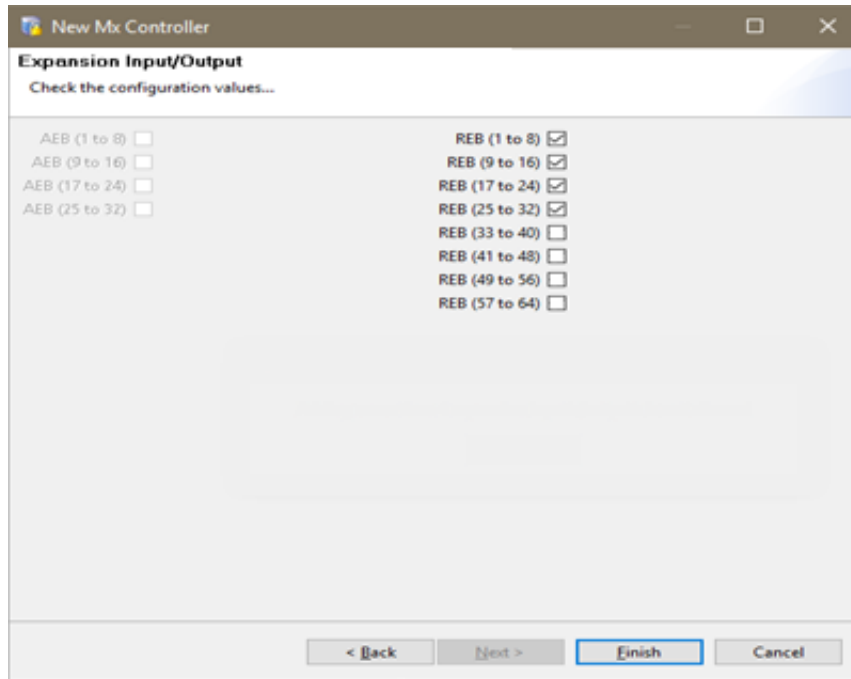 New Mx Controller
Expansion Input/Output
Check the configuration values...
AEB (1 to 8)
AEB (9 to 16)
AEB (17 to 24)
AEB (25 to 32)
REB (1 to 8)
REB (9 to 16)
REB (17 to 24)
REB (25 to 32)
REB (33 to 40)
REB (41 to 48)
REB (49 to 56)
REB (57 to 64)
< Back
Next >
Finish
Cancel